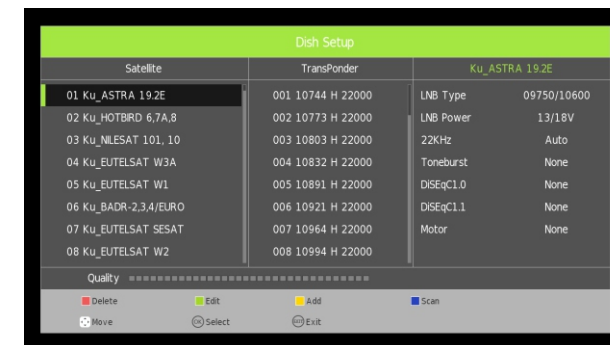 Dish Setup
Satellite TransPonder Ku_ASTRA 19.2E
01 Ku_ASTRA 19.2E 001 10744 H 22000 LNB Type 09750/10600
02 Ku_HOTBIRD 6,7A,8 002 10773 H 22000 LNB Power 13/18V
03 Ku_NILESAT 101, 10 003 10803 H 22000 22KHz Auto
04 Ku_EUTELSAT W3A 004 10832 H 22000 Toneburst None
05 Ku_EUTELSAT W1 005 10891 H 22000 DiSEqC1.0 None
06 Ku_BADR-2,3,4/EURO 006 10921 H 22000 DiSEqC1.1 None
07 Ku_EUTELSAT SESAT 007 10964 H 22000 Motor None
08 Ku_EUTELSAT W2 008 10994 H 22000
Quality
Delete Edit Add Scan
Move OK Select EXIT Exit